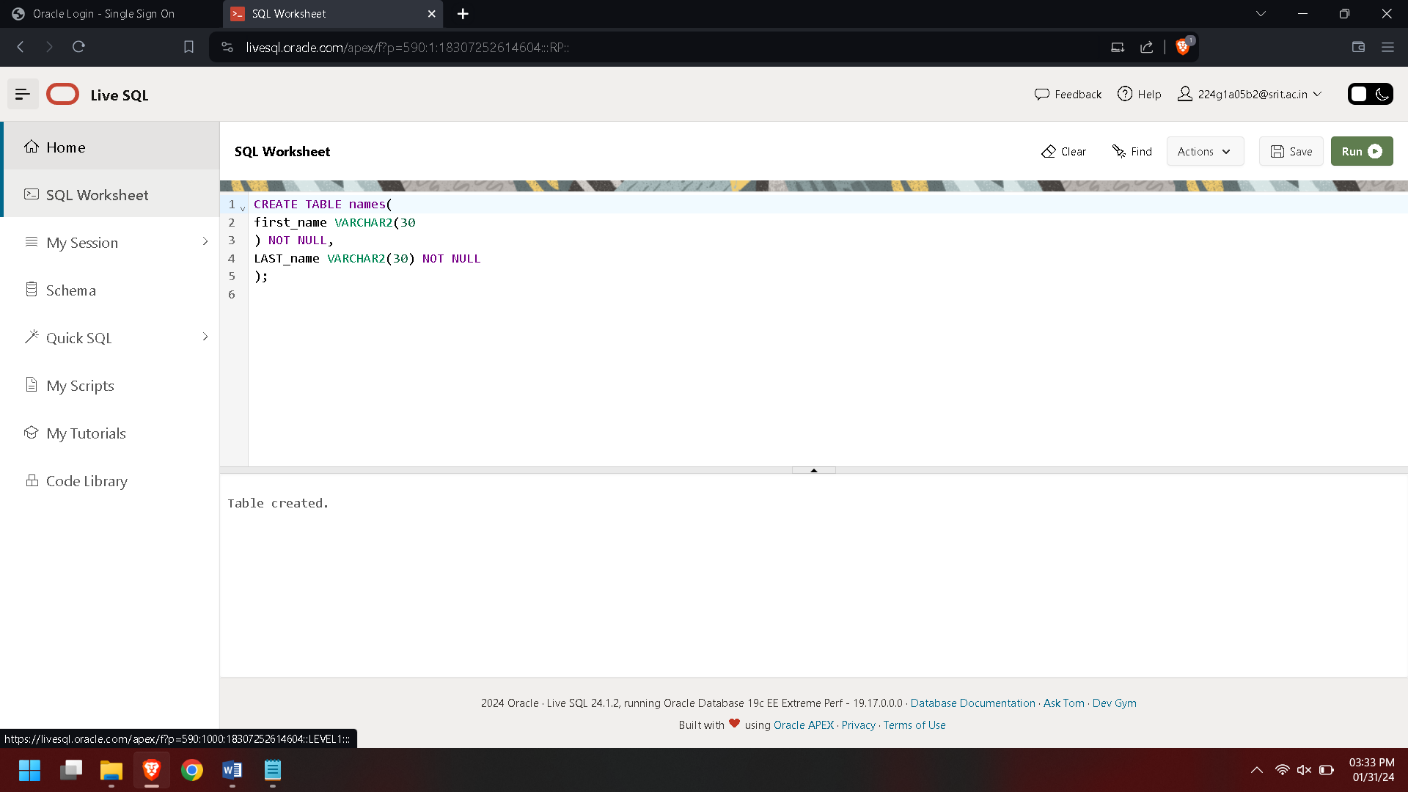 Oracle Login - Single Sign On
SQL Worksheet
livesql.oracle.com/apex/f?p=590:1:18307252614604:::RP::
1
Live SQL
Feedback
Help
224g1a05b2@srit.ac.in
Home
SQL Worksheet
My Session
Schema
Quick SQL
My Scripts
My Tutorials
Code Library
SQL Worksheet
Clear
Find
Actions
Save
Run
1 CREATE TABLE names(
2 first_name VARCHAR2(30
3 ) NOT NULL,
4 LAST_name VARCHAR2(30) NOT NULL
5 );
6
Table created.
2024 Oracle · Live SQL 24.1.2, running Oracle Database 19c EE Extreme Perf - 19.17.0.0.0 · Database Documentation · Ask Tom · Dev Gym
Built with ❤ using Oracle APEX · Privacy · Terms of Use
https://livesql.oracle.com/apex/f?p=590:1000:18307252614604::LEVEL1:::
03:33 PM
01/31/24